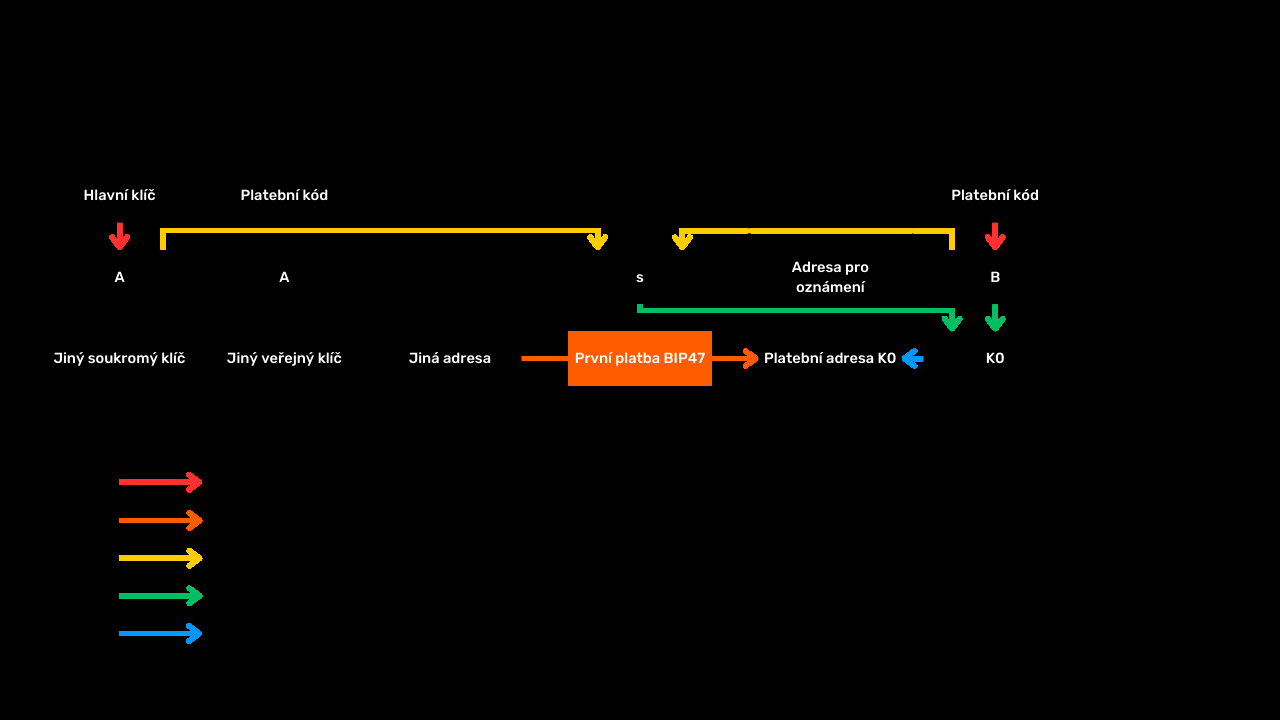 Hlavní klíč
Platební kód
Platební kód
A
A
s
Adresa pro
oznámení
B
Jiný soukromý klíč
Jiný veřejný klíč
Jiná adresa
První platba BIP47
Platební adresa K0
K0